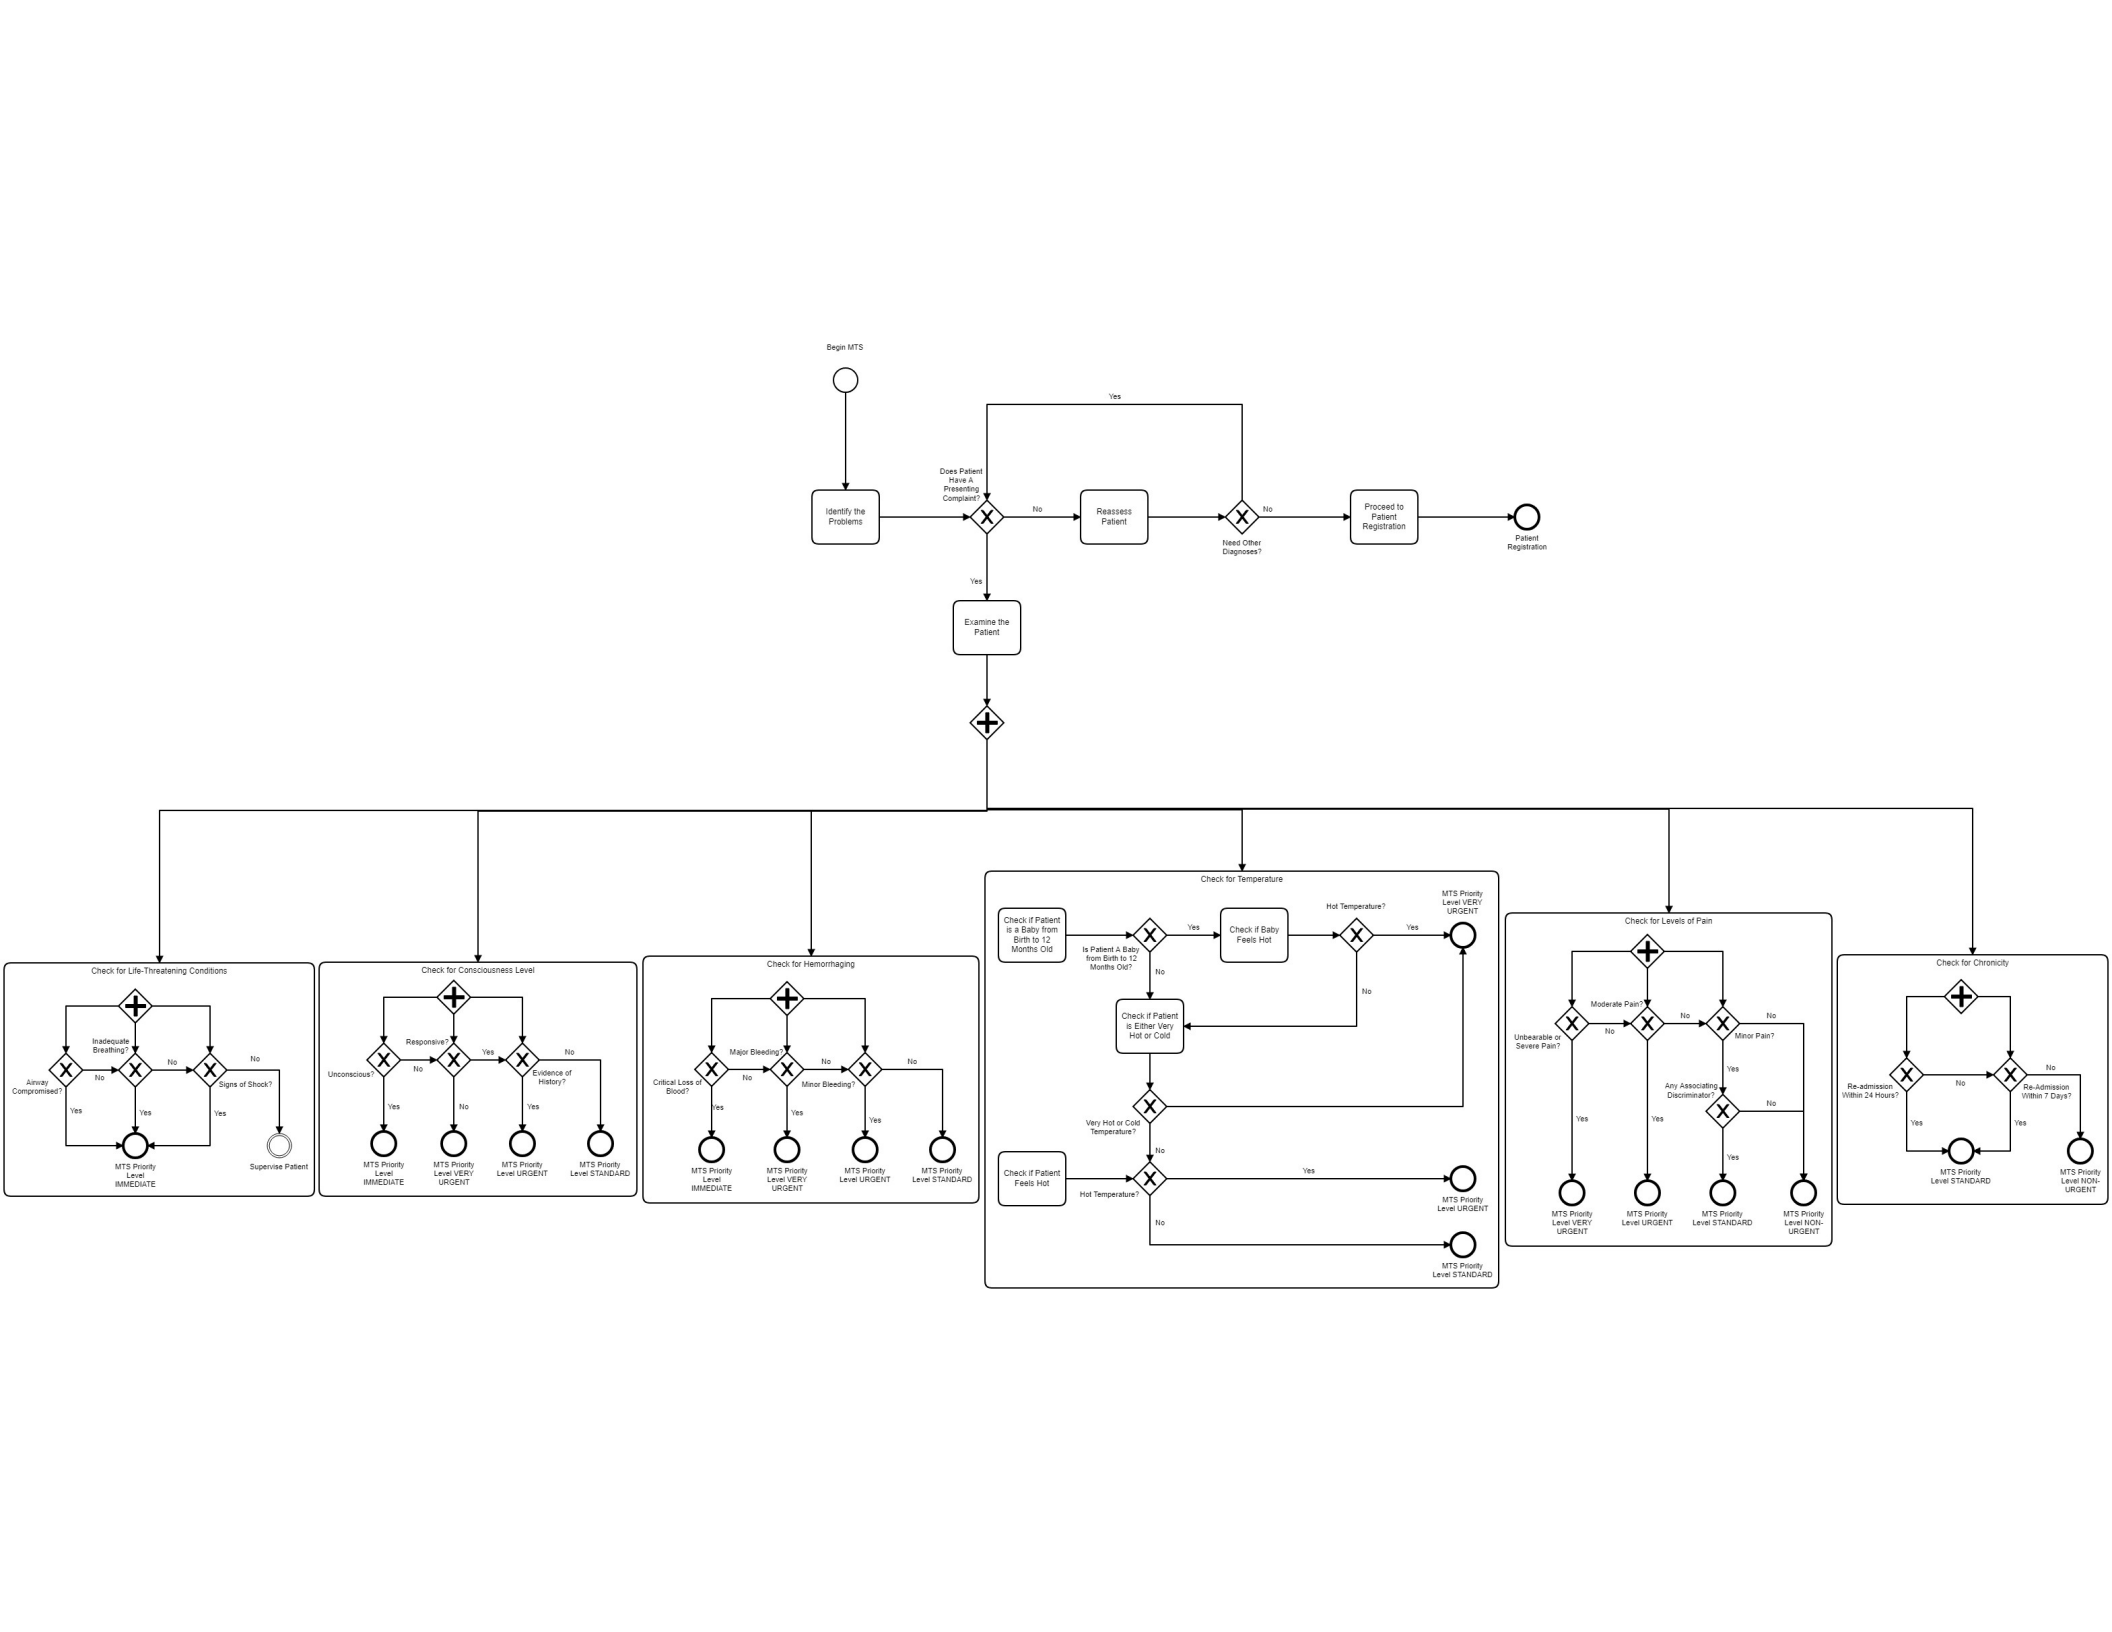 Begin MTS
Yes
Does Patient
Have A
Presenting
Complaint?
Identify the
Problems
No
Reassess
Patient
No
Need Other
Diagnoses?
Proceed to
Patient
Registration
Patient
Registration
Yes
Examine the
Patient
Check for Life-Threatening Conditions
Inadequate
Breathing?
Airway
Compromised?
No
No
No
Signs of Shock?
Yes
Yes
Yes
MTS Priority
Level
IMMEDIATE
Supervise Patient
Check for Consciousness Level
Responsive?
Unconscious?
No
Yes
No
Evidence of
History?
Yes
No
Yes
MTS Priority
Level
IMMEDIATE
MTS Priority
Level VERY
URGENT
MTS Priority
Level URGENT
MTS Priority
Level STANDARD
Check for Hemorrhaging
Major Bleeding?
Critical Loss of
Blood?
No
No
Minor Bleeding?
No
Yes
Yes
Yes
MTS Priority
Level
IMMEDIATE
MTS Priority
Level VERY
URGENT
MTS Priority
Level URGENT
MTS Priority
Level STANDARD
Check for Temperature
Check if Patient
is a Baby from
Birth to 12
Months Old
Is Patient A Baby
from Birth to 12
Months Old?
Yes
Check if Baby
Feels Hot
Hot Temperature?
Yes
MTS Priority
Level VERY
URGENT
No
No
Check if Patient
is Either Very
Hot or Cold
Very Hot or Cold
Temperature?
No
Check if Patient
Feels Hot
Hot Temperature?
Yes
MTS Priority
Level URGENT
No
MTS Priority
Level STANDARD
Check for Levels of Pain
Moderate Pain?
Unbearable or
Severe Pain?
No
No
No
Minor Pain?
Yes
Any Associating
Discriminator?
No
Yes
Yes
Yes
MTS Priority
Level VERY
URGENT
MTS Priority
Level URGENT
MTS Priority
Level STANDARD
MTS Priority
Level NON-
URGENT
Check for Chronicity
Re-admission
Within 24 Hours?
No
No
Re-Admission
Within 7 Days?
Yes
Yes
MTS Priority
Level STANDARD
MTS Priority
Level NON-
URGENT